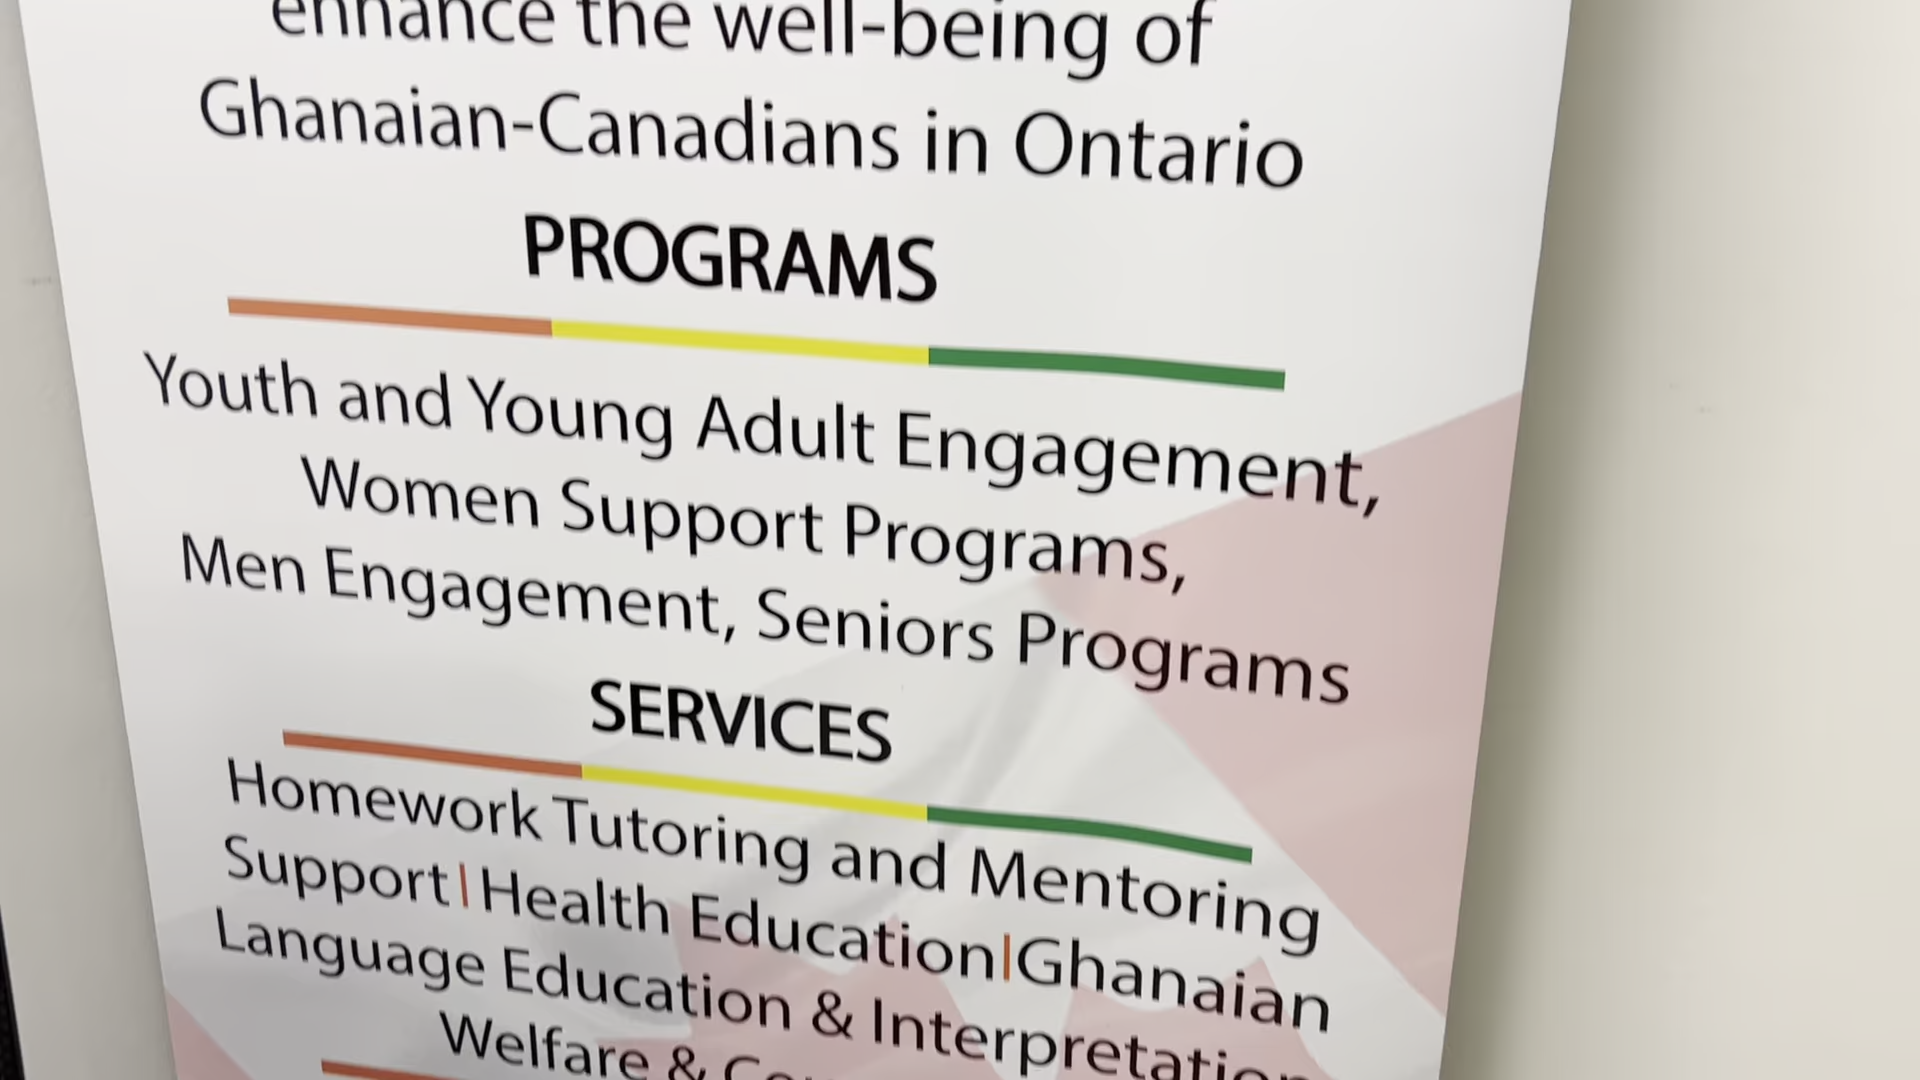 enhance the well-being of
Ghanaian-Canadians in Ontario
PROGRAMS
Youth and Young Adult Engagement,
Women Support Programs,
Men Engagement, Seniors Programs
SERVICES
Homework Tutoring and Mentoring
Support|Health Education|Ghanaian
Language Education & Interpretation
Welfare &